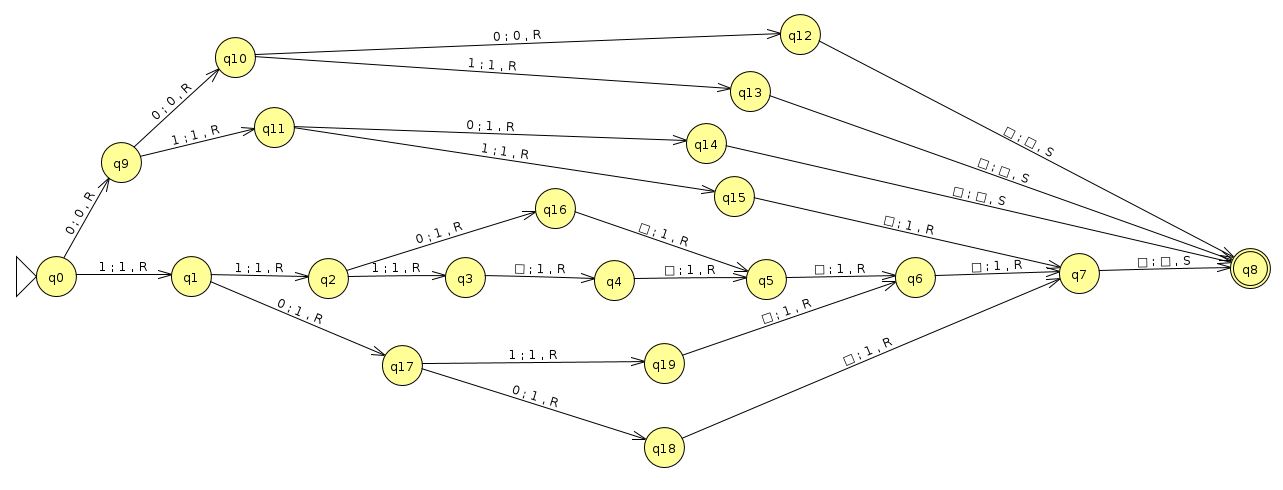 q12
0 ; 0 , R
q10
1 ; 1 , R
q13
0 ; 0 , R
q11
0 ; 1 , R
q14
1 ; 1 , R
□ ; □ , S
q9
1 ; 1 , R
□ ; □ , S
q15
□ ; □ , S
0 ; 0 , R
q16
0 ; 1 , R
□ ; 1 , R
□ ; 1 , R
q0
1 ; 1 , R
q1
1 ; 1 , R
q2
1 ; 1 , R
q3
□ ; 1 , R
q4
□ ; 1 , R
q5
□ ; 1 , R
q6
□ ; 1 , R
q7
□ ; □ , S
q8
0 ; 1 , R
□ ; 1 , R
q17
1 ; 1 , R
q19
□ ; 1 , R
0 ; 1 , R
q18